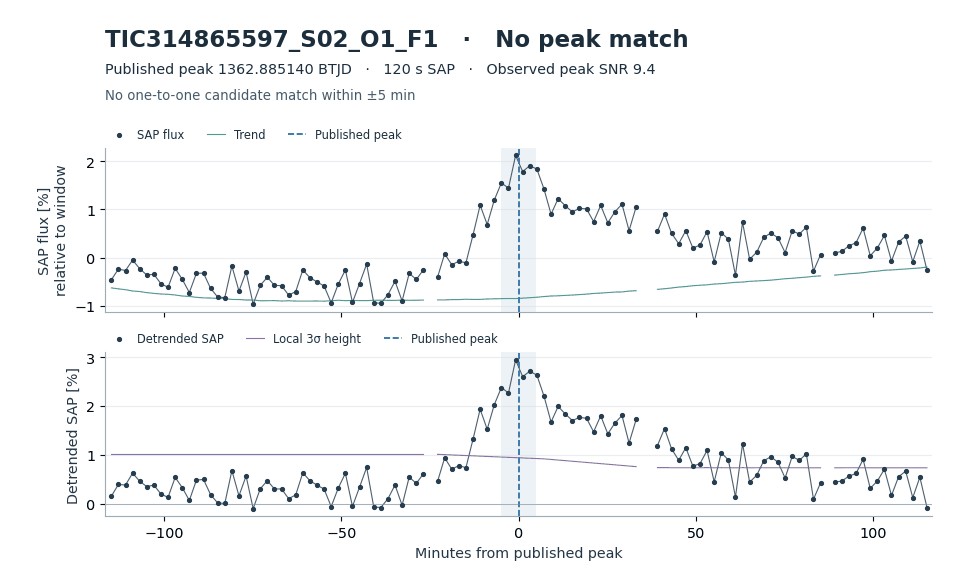 TIC314865597_S02_O1_F1 · No peak match
Published peak 1362.885140 BTJD · 120 s SAP · Observed peak SNR 9.4
No one-to-one candidate match within ±5 min
SAP flux Trend Published peak
SAP flux [%]
relative to window
2
1
0
−1
Detrended SAP Local 3σ height Published peak
Detrended SAP [%]
3
2
1
0
−100 −50 0 50 100
Minutes from published peak